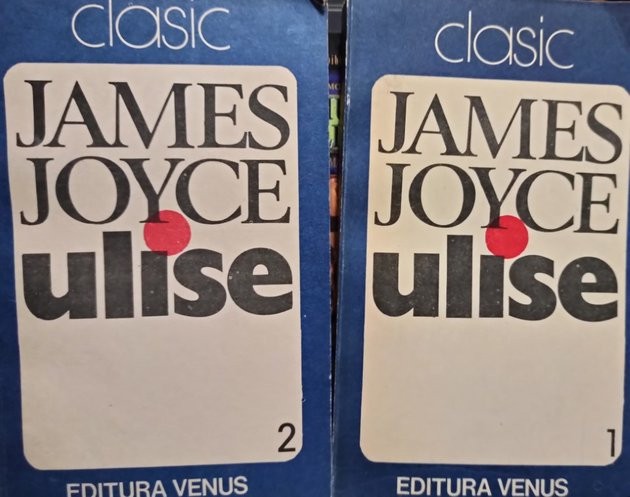 clasic
JAMES
JOYCE
ulise
2
EDITURA VENUS
clasic
JAMES
JOYCE
ulise
1
EDITURA VENUS